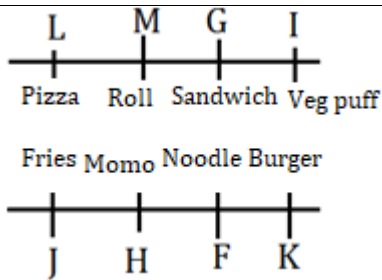 L M G I
Pizza Roll Sandwich Veg puff
Fries Momo Noodle Burger
J H F K